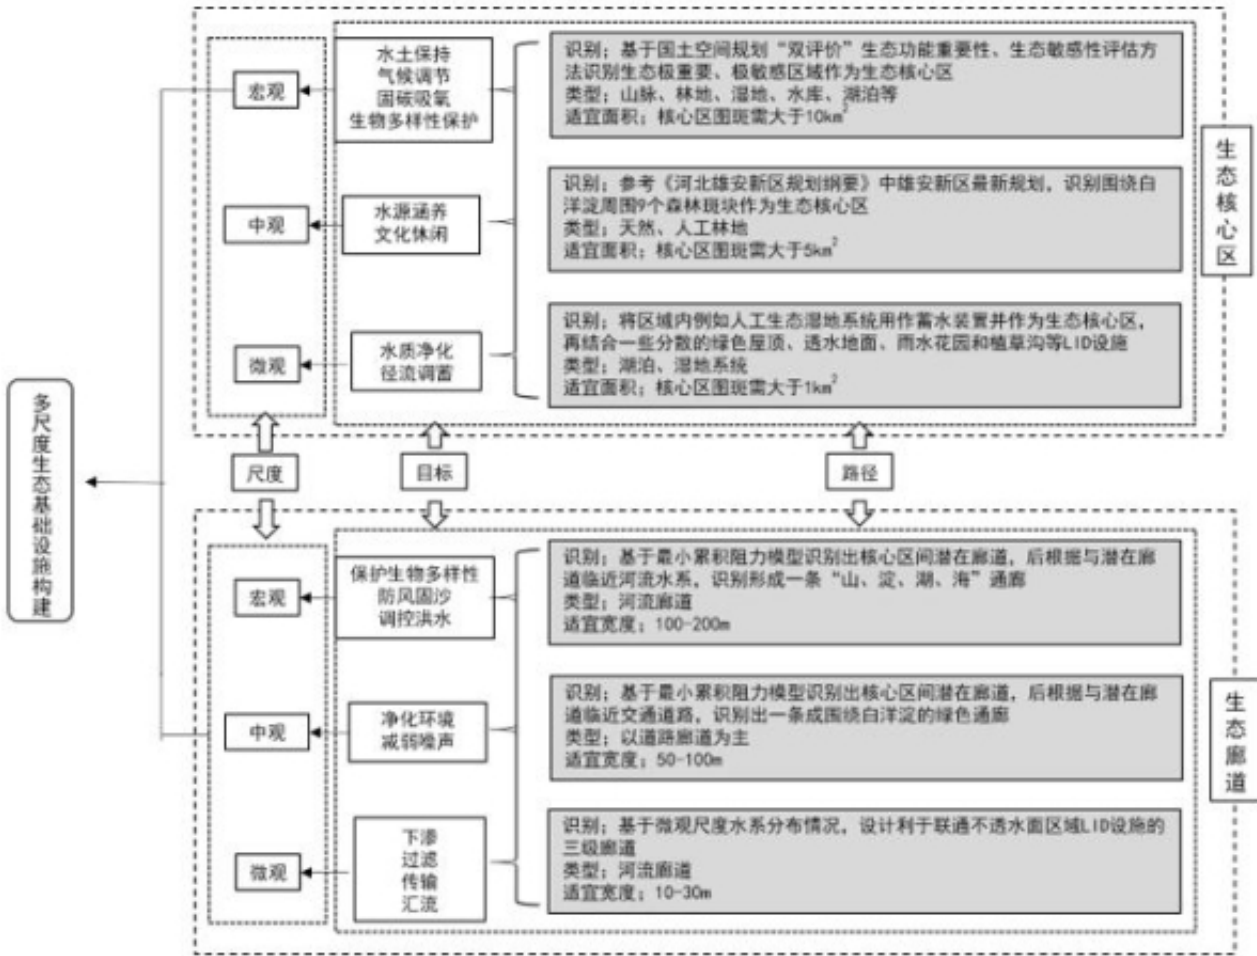 多尺度生态基础设施构建
宏观
水土保持
气候调节
固碳吸氧
生物多样性保护
识别：基于国土空间规划“双评价”生态功能重要性、生态敏感性评估方
法识别生态极重要、极敏感区域作为生态核心区
类型：山脉、林地、湿地、水库、湖泊等
适宜面积：核心区图斑需大于10km²
中观
水源涵养
文化休闲
识别：参考《河北雄安新区规划纲要》中雄安新区最新规划，识别围绕白
洋淀周围9个森林斑块作为生态核心区
类型：天然、人工林地
适宜面积：核心区图斑需大于5km²
微观
水质净化
径流调蓄
识别：将区域内例如人工生态湿地系统用作蓄水装置并作为生态核心区，
再结合一些分散的绿色屋顶、透水地面、雨水花园和植草沟等LID设施
类型：湖泊、湿地系统
适宜面积：核心区图斑需大于1km²
生态核心区
尺度
目标
路径
宏观
保护生物多样性
防风固沙
调控洪水
识别：基于最小累积阻力模型识别出核心区间潜在廊道，后根据与潜在廊
道临近河流水系，识别形成一条“山、淀、湖、海”通廊
类型：河流廊道
适宜宽度：100-200m
中观
净化环境
减弱噪声
识别：基于最小累积阻力模型识别出核心区间潜在廊道，后根据与潜在廊
道临近交通道路，识别出一条成围绕白洋淀的绿色通廊
类型：以道路廊道为主
适宜宽度：50-100m
微观
下渗
过滤
传输
汇流
识别：基于微观尺度水系分布情况，设计利于联通不透水面区域LID设施的
三级廊道
类型：河流廊道
适宜宽度：10-30m
生态廊道